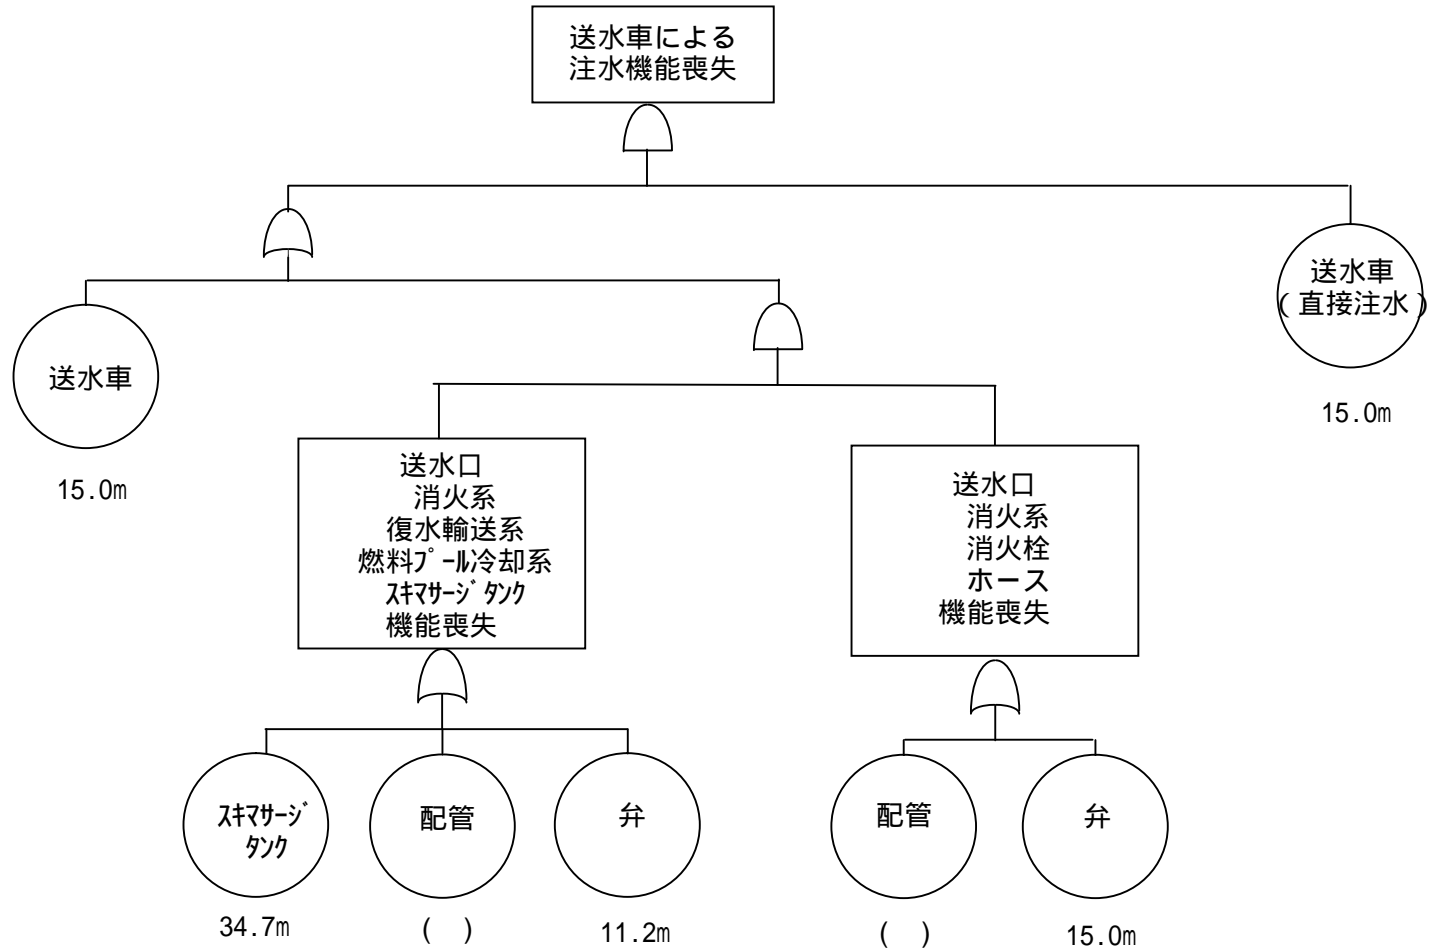 送水車による
注水機能喪失
送水車
(直接注水)
15.0m
送水車
15.0m
送水口
消火系
復水輸送系
燃料ﾌﾟｰﾙ冷却系
ｽｷﾏｻｰｼﾞﾀﾝｸ
機能喪失
送水口
消火系
消火栓
ホース
機能喪失
ｽｷﾏｻｰｼﾞ
ﾀﾝｸ
34.7m
配管
( )
弁
11.2m
配管
( )
弁
15.0m